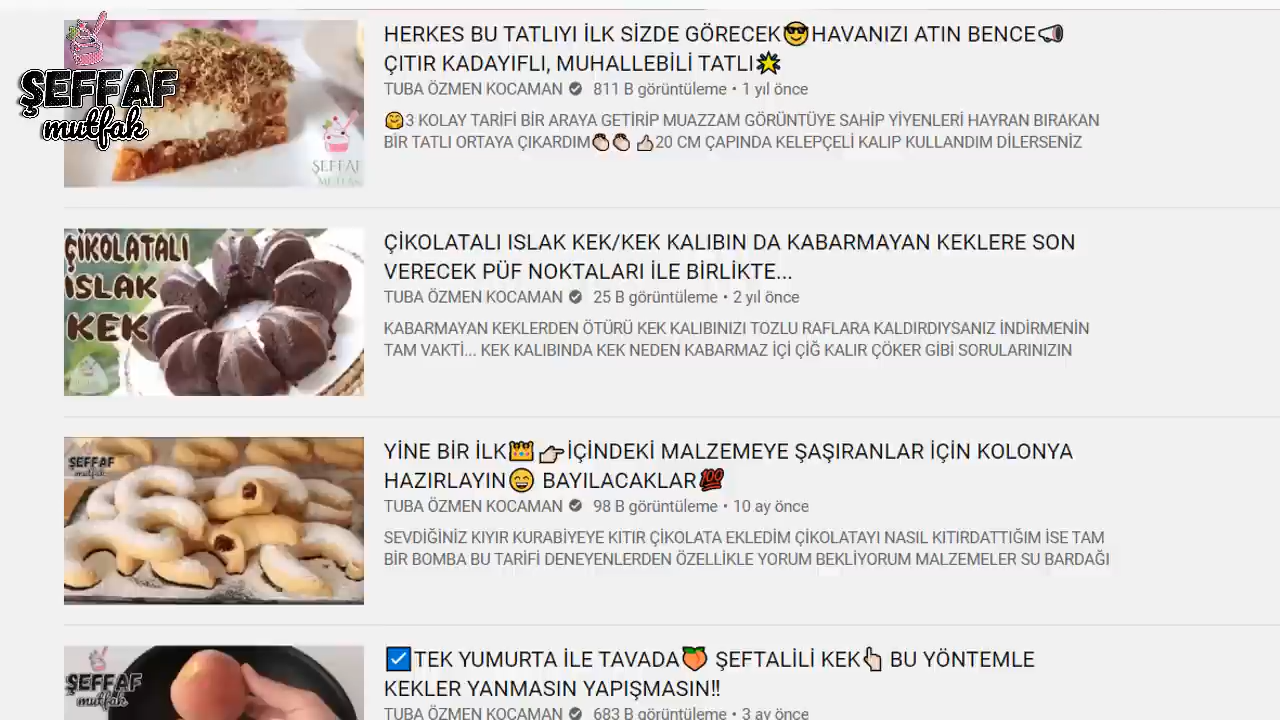 ŞEFFAF
mutfak
HERKES BU TATLIYI İLK SİZDE GÖRECEK😎HAVANIZI ATIN BENCE📣
ÇITIR KADAYIFLI, MUHALLEBİLİ TATLI🌟
TUBA ÖZMEN KOCAMAN
811 B görüntüleme • 1 yıl önce
🤗3 KOLAY TARİFİ BİR ARAYA GETİRİP MUAZZAM GÖRÜNTÜYE SAHİP YİYENLERİ HAYRAN BIRAKAN
BİR TATLI ORTAYA ÇIKARDIM👏🏻👏🏻 👍🏻20 CM ÇAPINDA KELEPÇELİ KALIP KULLANDIM DİLERSENİZ
ŞEFFAF
MUTFAK
ÇİKOLATALI
ISLAK
KEK
ÇİKOLATALI ISLAK KEK/KEK KALIBIN DA KABARMAYAN KEKLERE SON
VERECEK PÜF NOKTALARI İLE BİRLİKTE...
TUBA ÖZMEN KOCAMAN
25 B görüntüleme • 2 yıl önce
KABARMAYAN KEKLERDEN ÖTÜRÜ KEK KALIBINIZI TOZLU RAFLARA KALDIRDIYSANIZ İNDİRMENİN
TAM VAKTİ... KEK KALIBINDA KEK NEDEN KABARMAZ İÇİ ÇİĞ KALIR ÇÖKER GİBİ SORULARINIZIN
ŞEFFAF
mutfak
YİNE BİR İLK👑 👉🏻İÇİNDEKİ MALZEMEYE ŞAŞIRANLAR İÇİN KOLONYA
HAZIRLAYIN😄 BAYILACAKLAR💯
TUBA ÖZMEN KOCAMAN
98 B görüntüleme • 10 ay önce
SEVDİĞİNİZ KIYIR KURABİYEYE KITIR ÇİKOLATA EKLEDİM ÇİKOLATAYI NASIL KITIRDATTIĞIM İSE TAM
BİR BOMBA BU TARİFİ DENEYENLERDEN ÖZELLİKLE YORUM BEKLİYORUM MALZEMELER SU BARDAĞI
ŞEFFAF
mutfak
☑️TEK YUMURTA İLE TAVADA🍑 ŞEFTALİLİ KEK👆🏻 BU YÖNTEMLE
KEKLER YANMASIN YAPIŞMASIN‼
TUBA ÖZMEN KOCAMAN
683 B görüntüleme • 3 ay önce